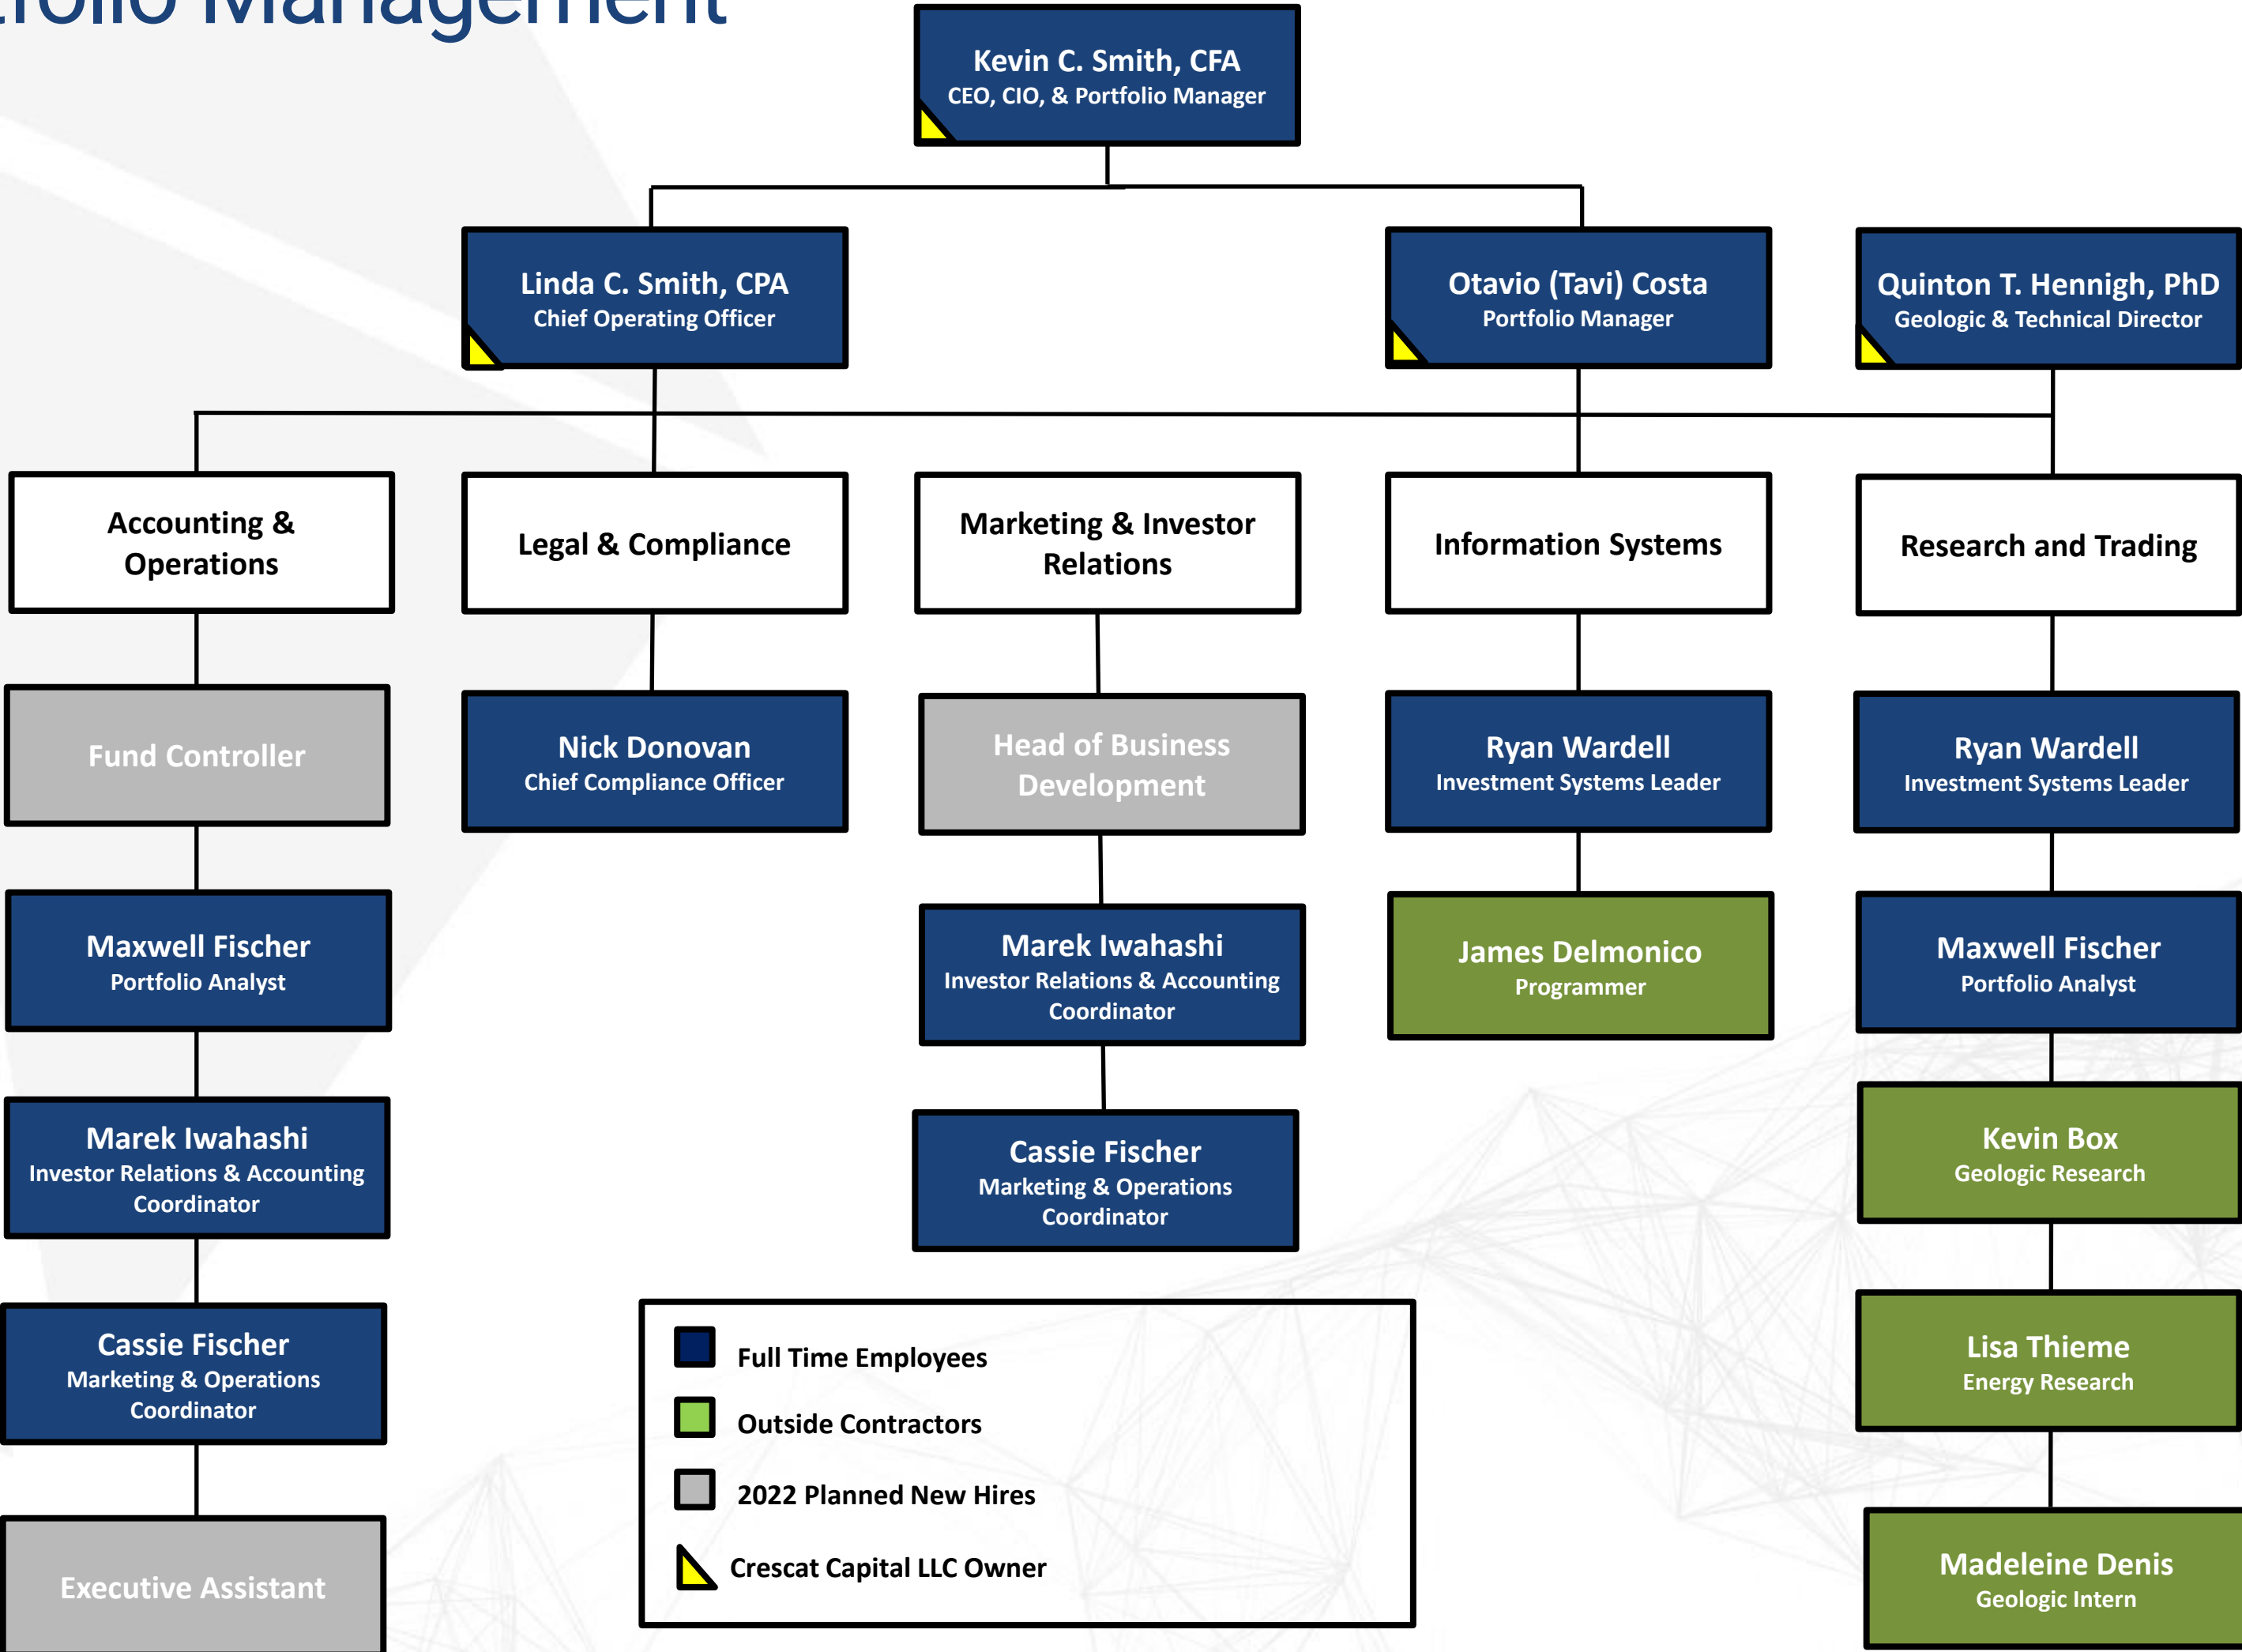 Management
Kevin C. Smith, CFA
CEO, CIO, & Portfolio Manager
Linda C. Smith, CPA
Chief Operating Officer
Otavio (Tavi) Costa
Portfolio Manager
Quinton T. Hennigh, PhD
Geologic & Technical Director
Accounting &
Operations
Legal & Compliance
Marketing & Investor
Relations
Information Systems
Research and Trading
Fund Controller
Nick Donovan
Chief Compliance Officer
Head of Business
Development
Ryan Wardell
Investment Systems Leader
Ryan Wardell
Investment Systems Leader
Maxwell Fischer
Portfolio Analyst
Marek Iwahashi
Investor Relations & Accounting
Coordinator
James Delmonico
Programmer
Maxwell Fischer
Portfolio Analyst
Marek Iwahashi
Investor Relations & Accounting
Coordinator
Cassie Fischer
Marketing & Operations
Coordinator
Kevin Box
Geologic Research
Cassie Fischer
Marketing & Operations
Coordinator
Lisa Thieme
Energy Research
Executive Assistant
Madeleine Denis
Geologic Intern
Full Time Employees
Outside Contractors
2022 Planned New Hires
Crescat Capital LLC Owner